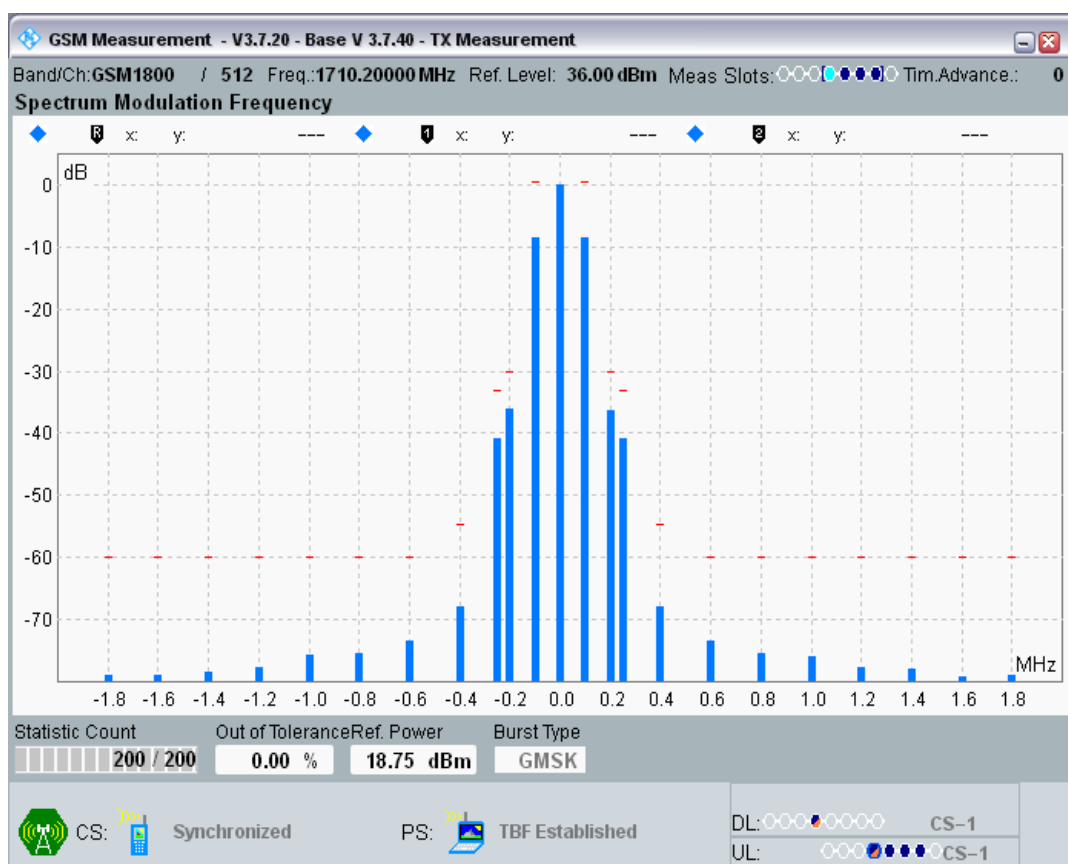 GSM Measurement - V3.7.20 - Base V 3.7.40 - TX Measurement
Band/Ch:GSM1800 / 512 Freq.:1710.20000MHz Ref. Level: 36.00dBm Meas Slots: Tim.Advance.: 0
Spectrum Modulation Frequency
R x: y: --- 1 x: y: --- 2 x: y: ---
dB
0
-10
-20
-30
-40
-50
-60
-70
MHz
-1.8 -1.6 -1.4 -1.2 -1.0 -0.8 -0.6 -0.4 -0.2 0.0 0.2 0.4 0.6 0.8 1.0 1.2 1.4 1.6 1.8
Statistic Count Out of Tolerance Ref. Power Burst Type
200 / 200 0.00 % 18.75 dBm GMSK
CS: Synchronized PS: TBF Established
DL: CS-1
UL: CS-1